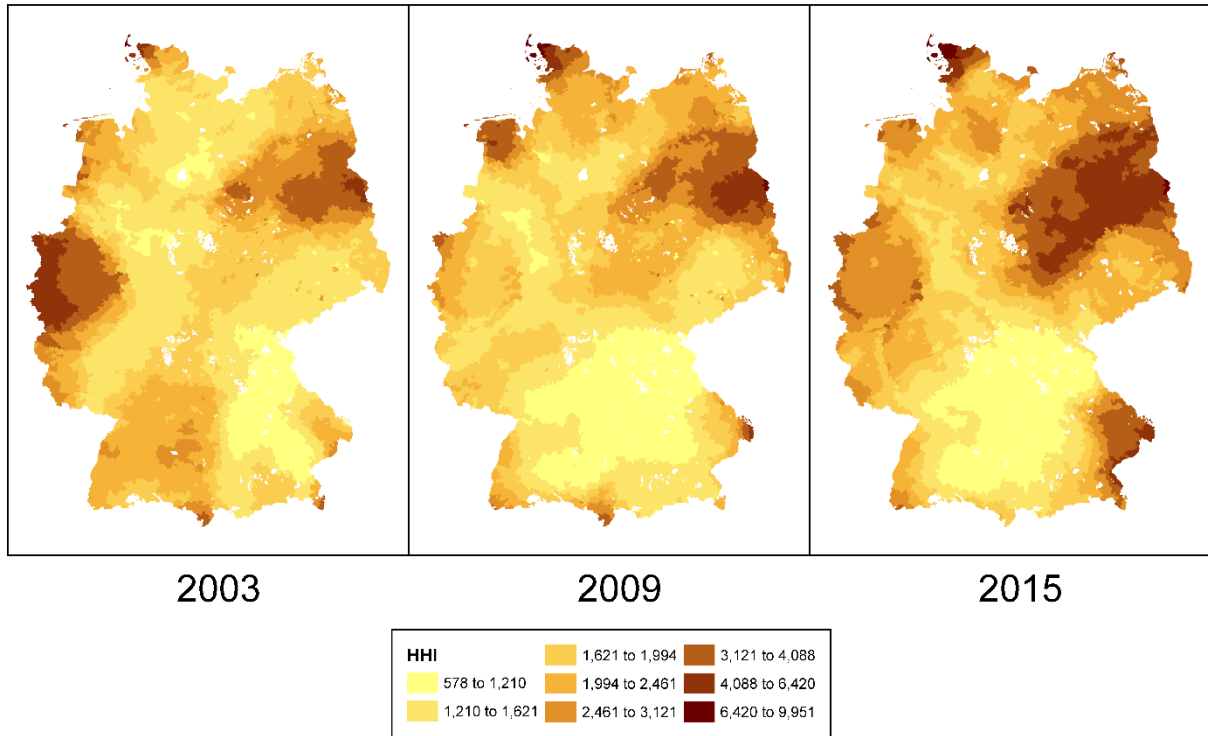 2003 2009 2015
HHI 1,621 to 1,994 3,121 to 4,088
578 to 1,210 1,994 to 2,461 4,088 to 6,420
1,210 to 1,621 2,461 to 3,121 6,420 to 9,951